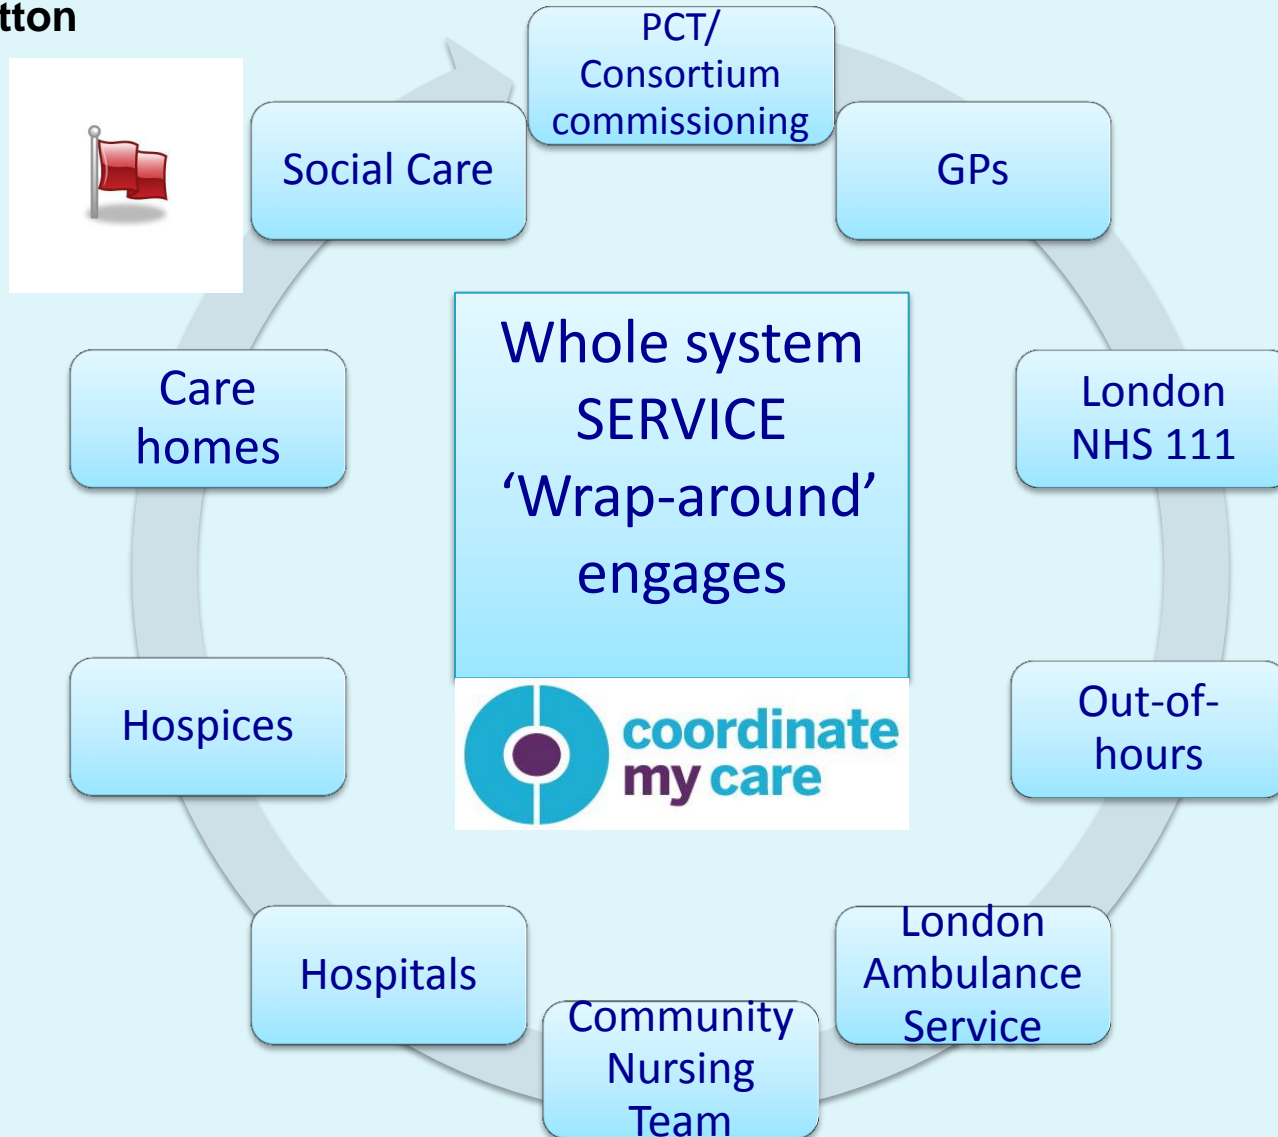 tton
PCT/
Consortium
commissioning
Social Care
GPs
Whole system
SERVICE
‘Wrap-around’
engages
Care
homes
London
NHS 111
Hospices
Out-of-
hours
coordinate
my care
Hospitals
London
Ambulance
Service
Community
Nursing
Team